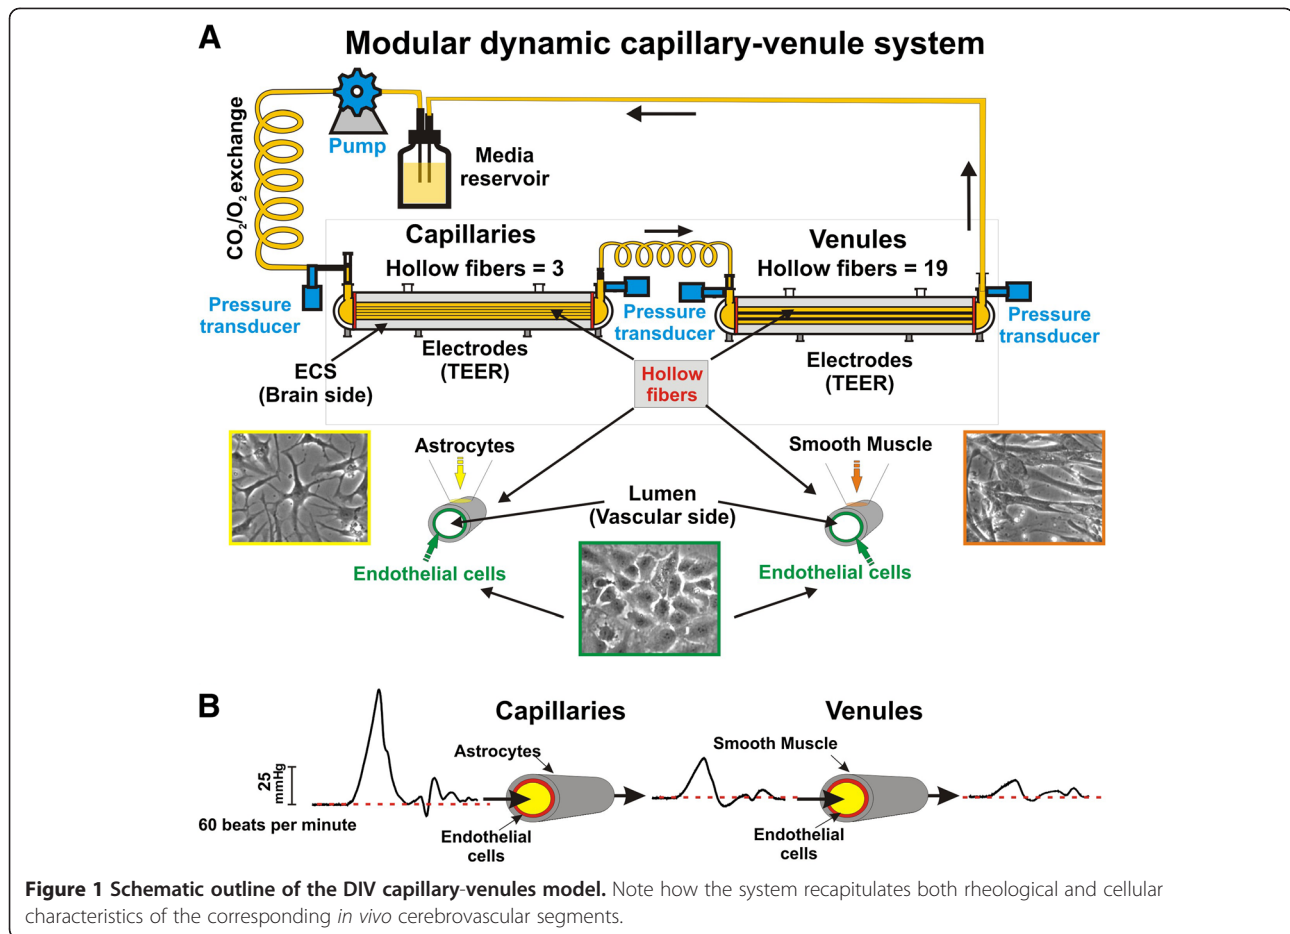 A
Modular dynamic capillary-venule system
CO2/O2 exchange
Pump
Media
reservoir
Capillaries
Hollow fibers = 3
Venules
Hollow fibers = 19
Pressure
transducer
Pressure
transducer
Pressure
transducer
Electrodes
(TEER)
Electrodes
(TEER)
ECS
(Brain side)
Hollow
fibers
Astrocytes
Smooth Muscle
Lumen
(Vascular side)
Endothelial cells
Endothelial cells
B
Capillaries
Venules
Astrocytes
Smooth Muscle
25
mmHg
60 beats per minute
Endothelial
cells
Endothelial
cells
Figure 1 Schematic outline of the DIV capillary-venules model. Note how the system recapitulates both rheological and cellular
characteristics of the corresponding in vivo cerebrovascular segments.